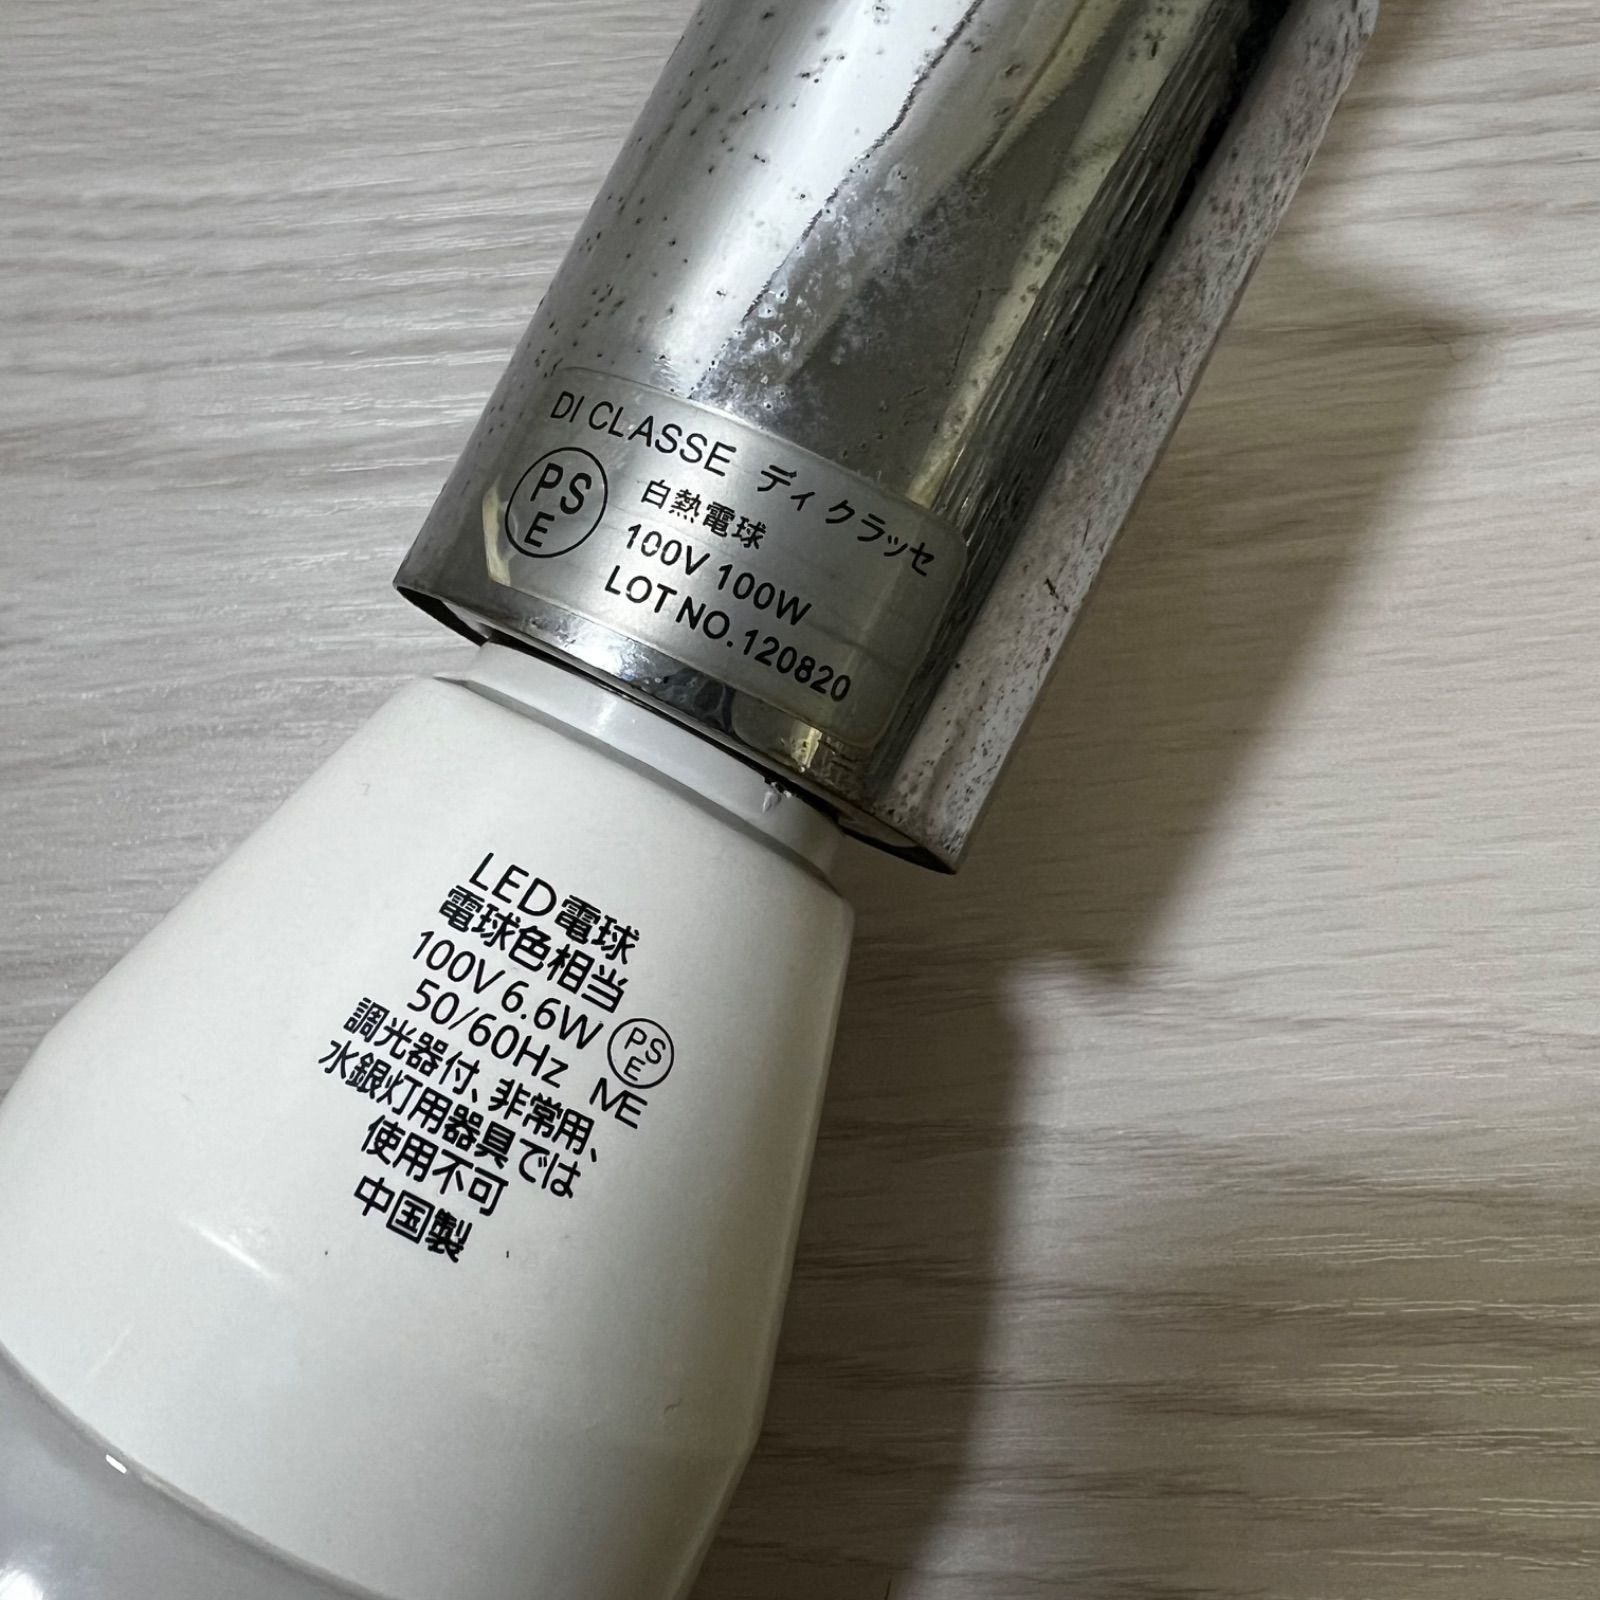 DI CLASSE ディ クラッセ
PS
E
白熱電球
100V 100W
LOT NO.120820
LED電球
電球色相当
100V 6.6W
50/60Hz
PS
E
ME
調光器付、非常用、
水銀灯用器具では
使用不可
中国製